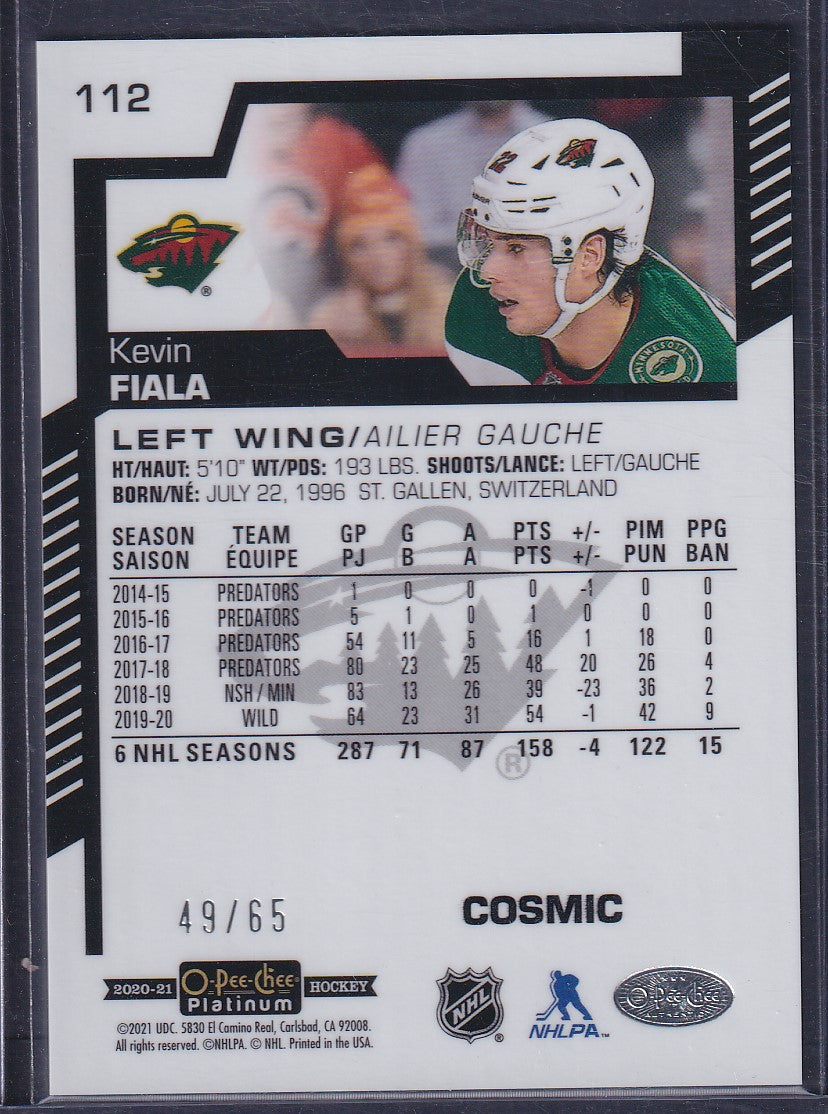 112
22
MINNESOTA
®
Kevin
FIALA
LEFT WING/AILIER GAUCHE
HT/HAUT: 5'10" WT/PDS: 193 LBS. SHOOTS/LANCE: LEFT/GAUCHE
BORN/NÉ: JULY 22, 1996 ST. GALLEN, SWITZERLAND
SEASON TEAM GP G A PTS +/- PIM PPG
SAISON ÉQUIPE PJ B A PTS +/- PUN BAN
2014-15 PREDATORS 1 0 0 0 -1 0 0
2015-16 PREDATORS 5 1 0 1 0 0 0
2016-17 PREDATORS 54 11 5 16 1 18 0
2017-18 PREDATORS 80 23 25 48 20 26 4
2018-19 NSH / MIN 83 13 26 39 -23 36 2
2019-20 WILD 64 23 31 54 -1 42 9
6 NHL SEASONS 287 71 87 158 -4 122 15
®
49/65
COSMIC
2020-21 O-Pee-Chee Platinum HOCKEY
©2021 UDC. 5830 El Camino Real, Carlsbad, CA 92008.
All rights reserved. ©NHLPA. © NHL. Printed in the USA.
NHL ®
NHLPA™
O-Pee-Chee